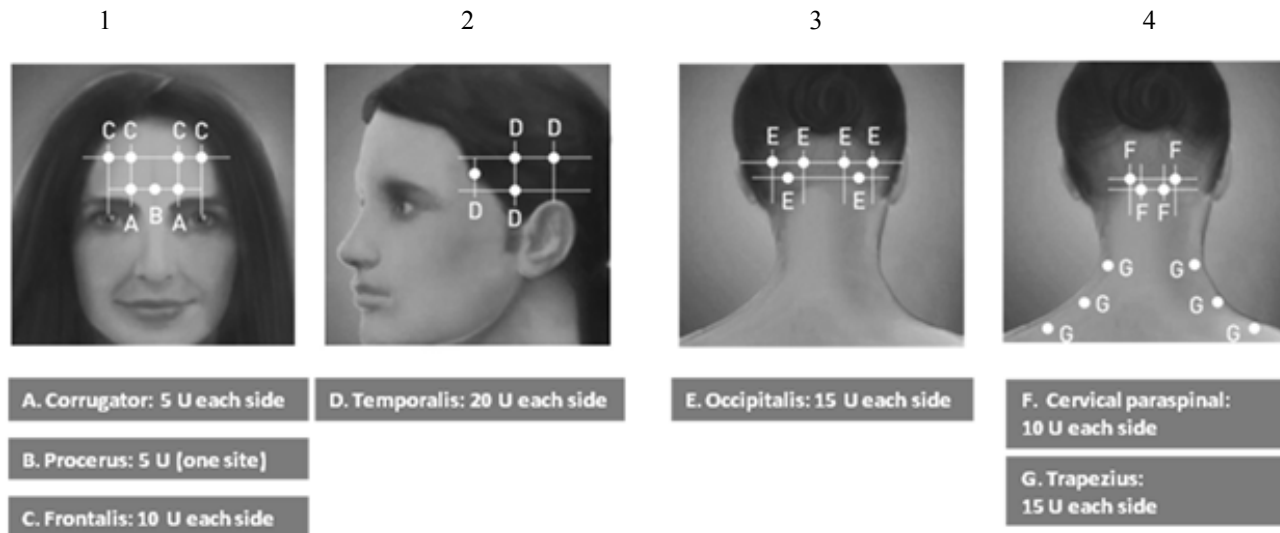 1 2 3 4
C C C C
A B A
D D
D D
E E E E
E E
F F
F F
G G
G G
G G
A. Corrugator: 5 U each side
B. Procerus: 5 U (one site)
C. Frontalis: 10 U each side
D. Temporalis: 20 U each side
E. Occipitalis: 15 U each side
F. Cervical paraspinal:
10 U each side
G. Trapezius:
15 U each side